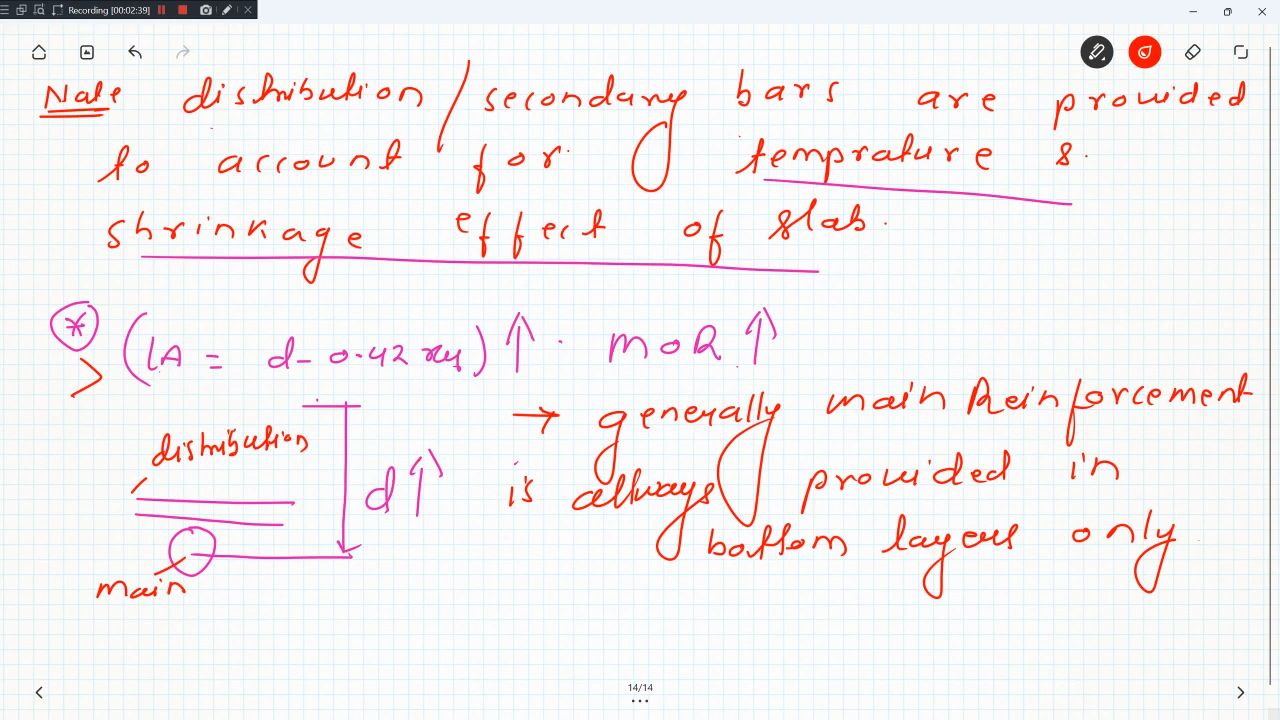 Recording [00:02:39]
Note distribution / secondary bars are provided
to account for temprature &
shrinkage effect of slab.
* (LA = d - 0.42 xu) ↑ . MOR ↑
> distribution
d ↑
main
→ generally main Reinforcement
is allways provided in
bottom layers only
14/14